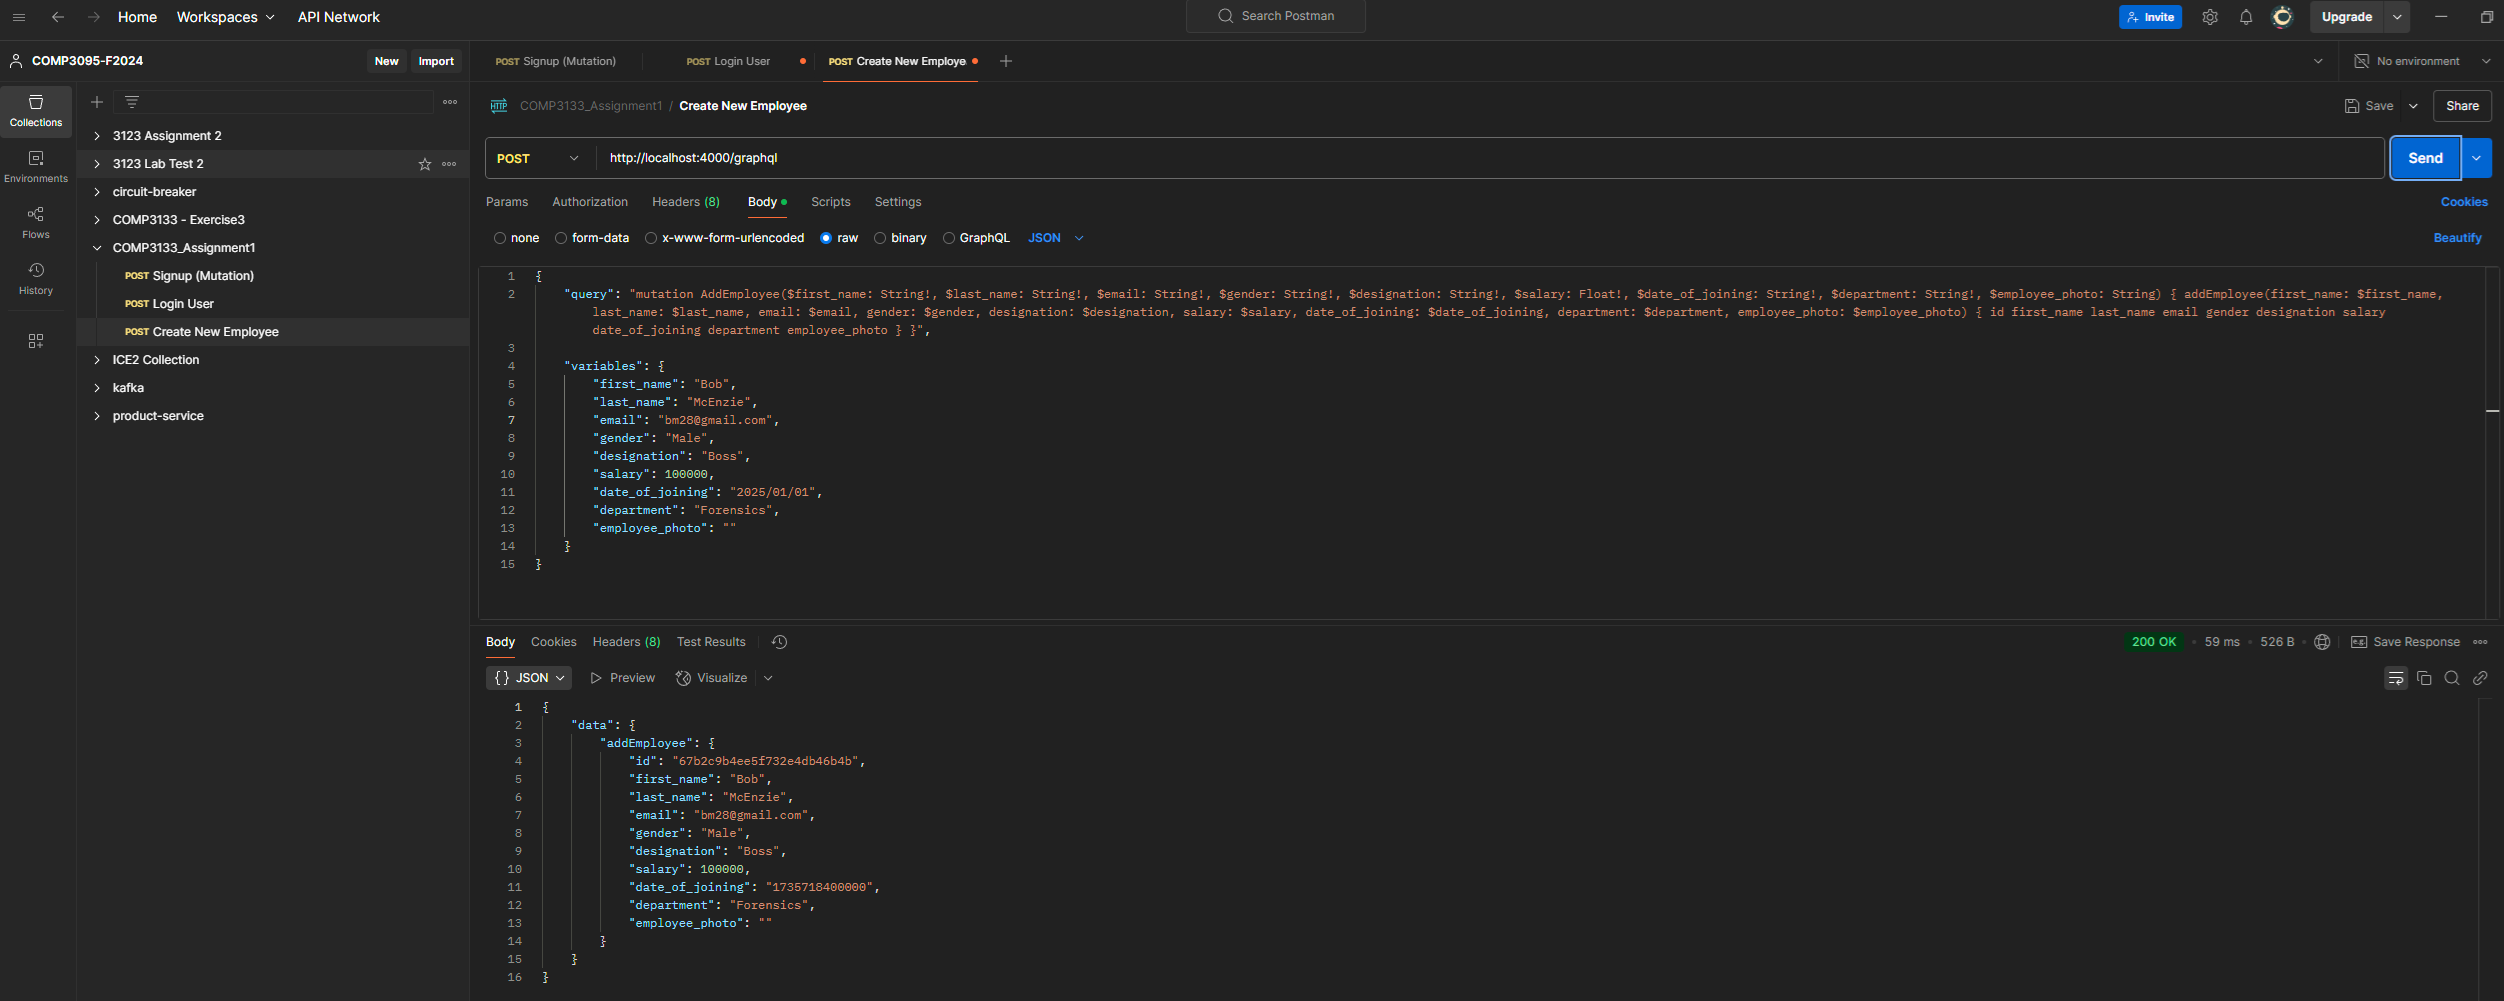 Home Workspaces API Network Search Postman Invite Upgrade
COMP3095-F2024 New Import POST Signup (Mutation) POST Login User POST Create New Employe No environment
Collections
Environments
Flows
History
3123 Assignment 2
3123 Lab Test 2
circuit-breaker
COMP3133 - Exercise3
COMP3133_Assignment1
POST Signup (Mutation)
POST Login User
POST Create New Employee
ICE2 Collection
kafka
product-service
HTTP COMP3133_Assignment1 / Create New Employee Save Share
POST http://localhost:4000/graphql Send
Params Authorization Headers (8) Body Scripts Settings Cookies
none form-data x-www-form-urlencoded raw binary GraphQL JSON Beautify
1 {
2 "query": "mutation AddEmployee($first_name: String!, $last_name: String!, $email: String!, $gender: String!, $designation: String!, $salary: Float!, $date_of_joining: String!, $department: String!, $employee_photo: String) { addEmployee(first_name: $first_name,
last_name: $last_name, email: $email, gender: $gender, designation: $designation, salary: $salary, date_of_joining: $date_of_joining, department: $department, employee_photo: $employee_photo) { id first_name last_name email gender designation salary
date_of_joining department employee_photo } }",
3
4 "variables": {
5 "first_name": "Bob",
6 "last_name": "McEnzie",
7 "email": "bm28@gmail.com",
8 "gender": "Male",
9 "designation": "Boss",
10 "salary": 100000,
11 "date_of_joining": "2025/01/01",
12 "department": "Forensics",
13 "employee_photo": ""
14 }
15 }
Body Cookies Headers (8) Test Results 200 OK 59 ms 526 B e.g. Save Response
{} JSON Preview Visualize
1 {
2 "data": {
3 "addEmployee": {
4 "id": "67b2c9b4ee5f732e4db46b4b",
5 "first_name": "Bob",
6 "last_name": "McEnzie",
7 "email": "bm28@gmail.com",
8 "gender": "Male",
9 "designation": "Boss",
10 "salary": 100000,
11 "date_of_joining": "1735718400000",
12 "department": "Forensics",
13 "employee_photo": ""
14 }
15 }
16 }